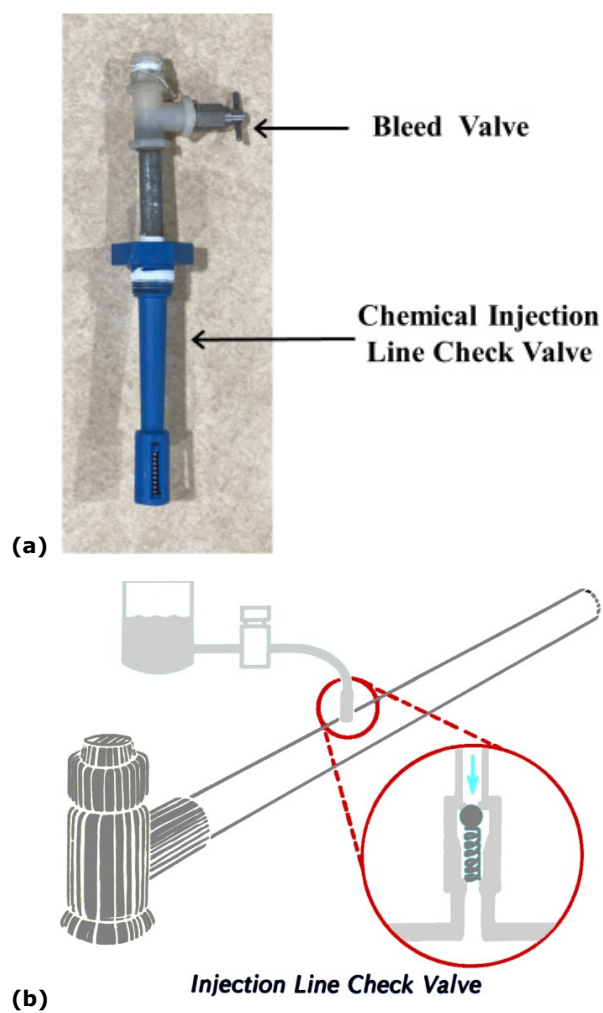 Bleed Valve
Chemical Injection
Line Check Valve
(a)
Injection Line Check Valve
(b)